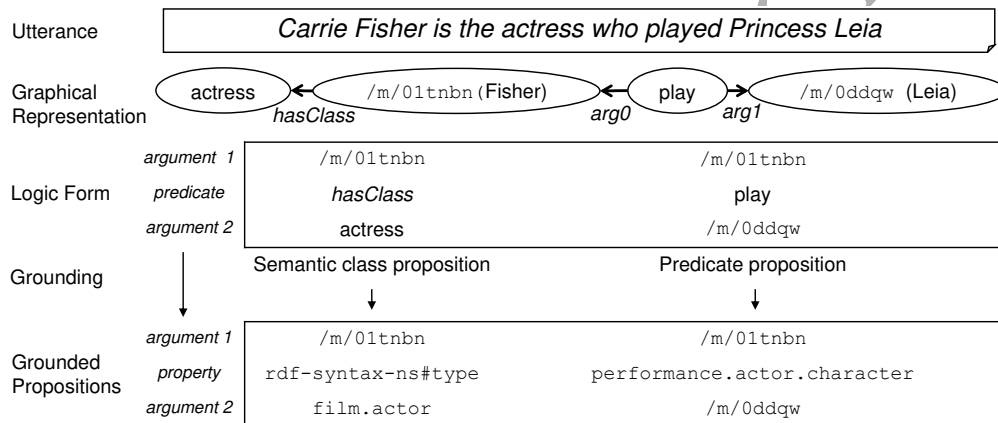 Utterance Carrie Fisher is the actress who played Princess Leia
Graphical Representation actress hasClass /m/01tnbn (Fisher) arg0 play arg1 /m/0ddqw (Leia)
argument 1 /m/01tnbn /m/01tnbn
Logic Form predicate hasClass play
argument 2 actress /m/0ddqw
Grounding Semantic class proposition Predicate proposition
argument 1 /m/01tnbn /m/01tnbn
Grounded Propositions property rdf-syntax-ns#type performance.actor.character
argument 2 film.actor /m/0ddqw